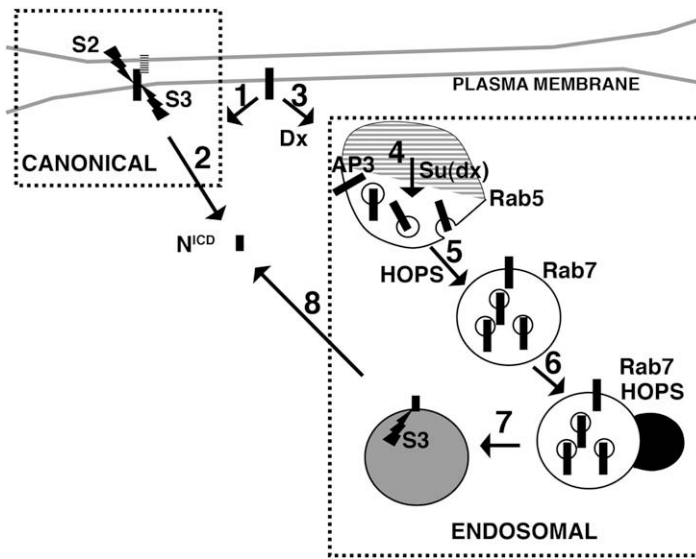 S2
S3
PLASMA MEMBRANE
1
3
CANONICAL
2
Dx
4
AP3
Su(dx)
Rab5
N^ICD
5
HOPS
Rab7
8
6
Rab7
HOPS
7
S3
ENDOSOMAL